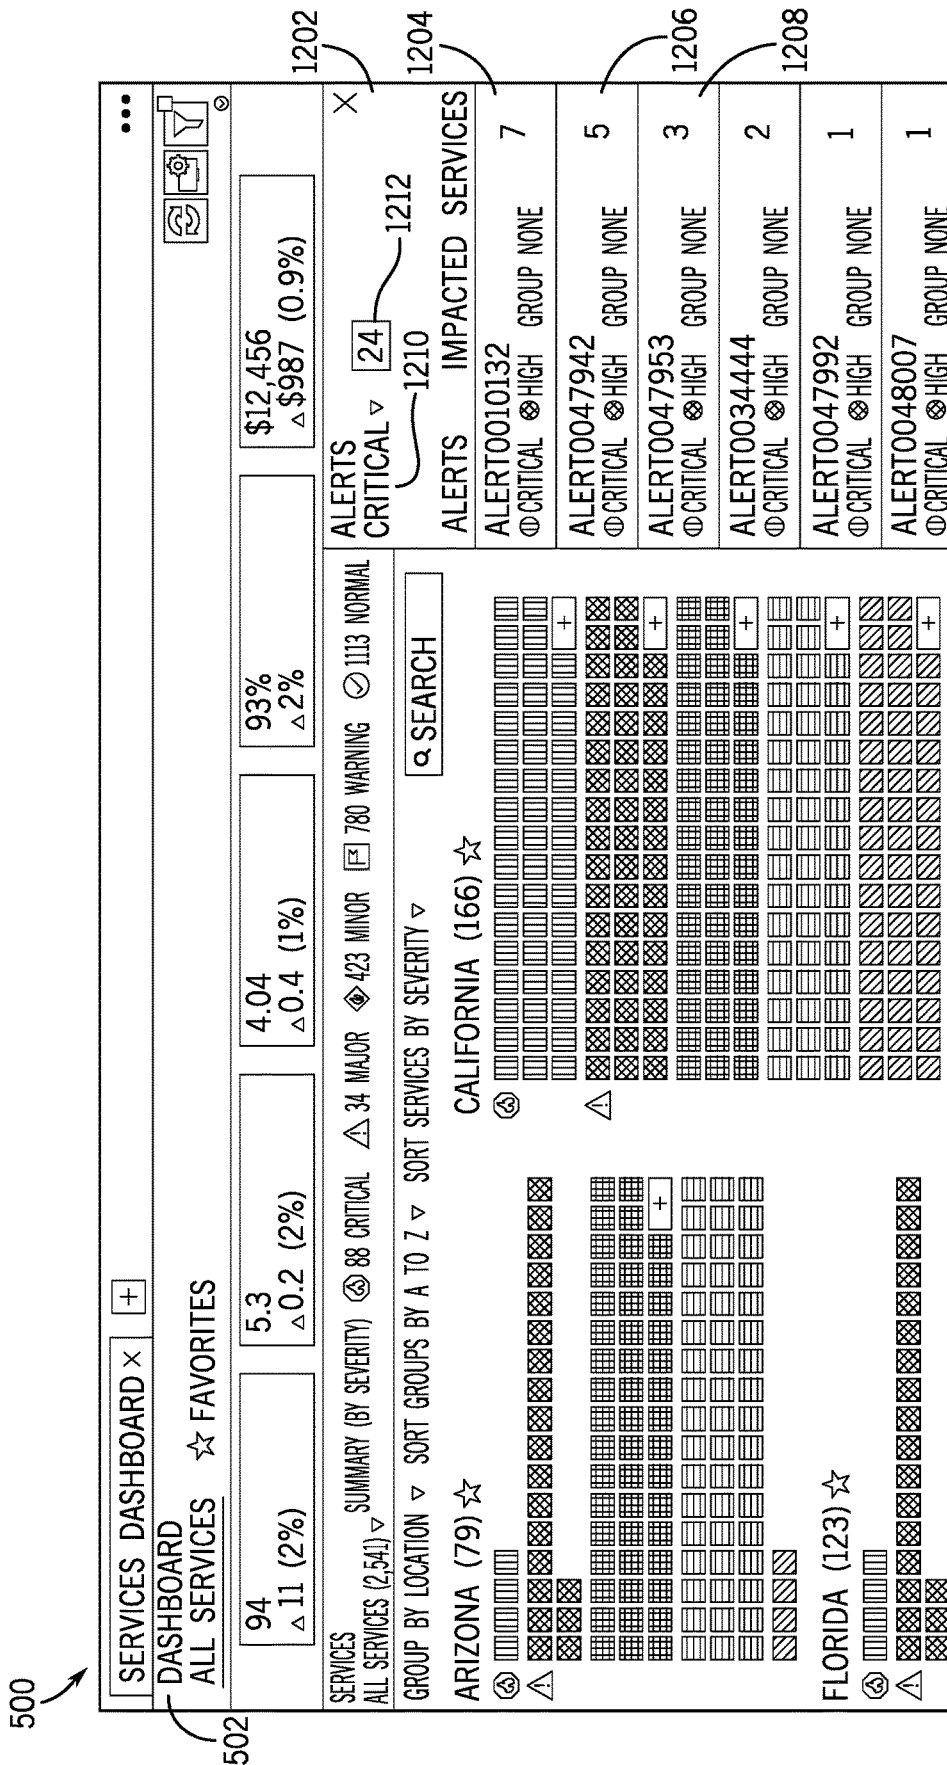 500
502
SERVICES DASHBOARD X
+
•••
DASHBOARD
ALL SERVICES ☆ FAVORITES
94
△ 11 (2%)
5.3
△ 0.2 (2%)
4.04
△ 0.4 (1%)
93%
△ 2%
$12,456
△ $987 (0.9%)
SERVICES
ALL SERVICES (2,541) ▽
SUMMARY (BY SEVERITY) 88 CRITICAL 34 MAJOR 423 MINOR 780 WARNING 1113 NORMAL
GROUP BY LOCATION ▽ SORT GROUPS BY A TO Z ▽ SORT SERVICES BY SEVERITY ▽
SEARCH
ARIZONA (79) ☆
+
CALIFORNIA (166) ☆
+
+
+
+
+
FLORIDA (123) ☆
ALERTS X
CRITICAL ▽ 24
ALERTS IMPACTED SERVICES
ALERT0010132
CRITICAL HIGH GROUP NONE 7
ALERT0047942
CRITICAL HIGH GROUP NONE 5
ALERT0047953
CRITICAL HIGH GROUP NONE 3
ALERT0034444
CRITICAL HIGH GROUP NONE 2
ALERT0047992
CRITICAL HIGH GROUP NONE 1
ALERT0048007
CRITICAL HIGH GROUP NONE 1
1202
1204
1206
1208
1210
1212